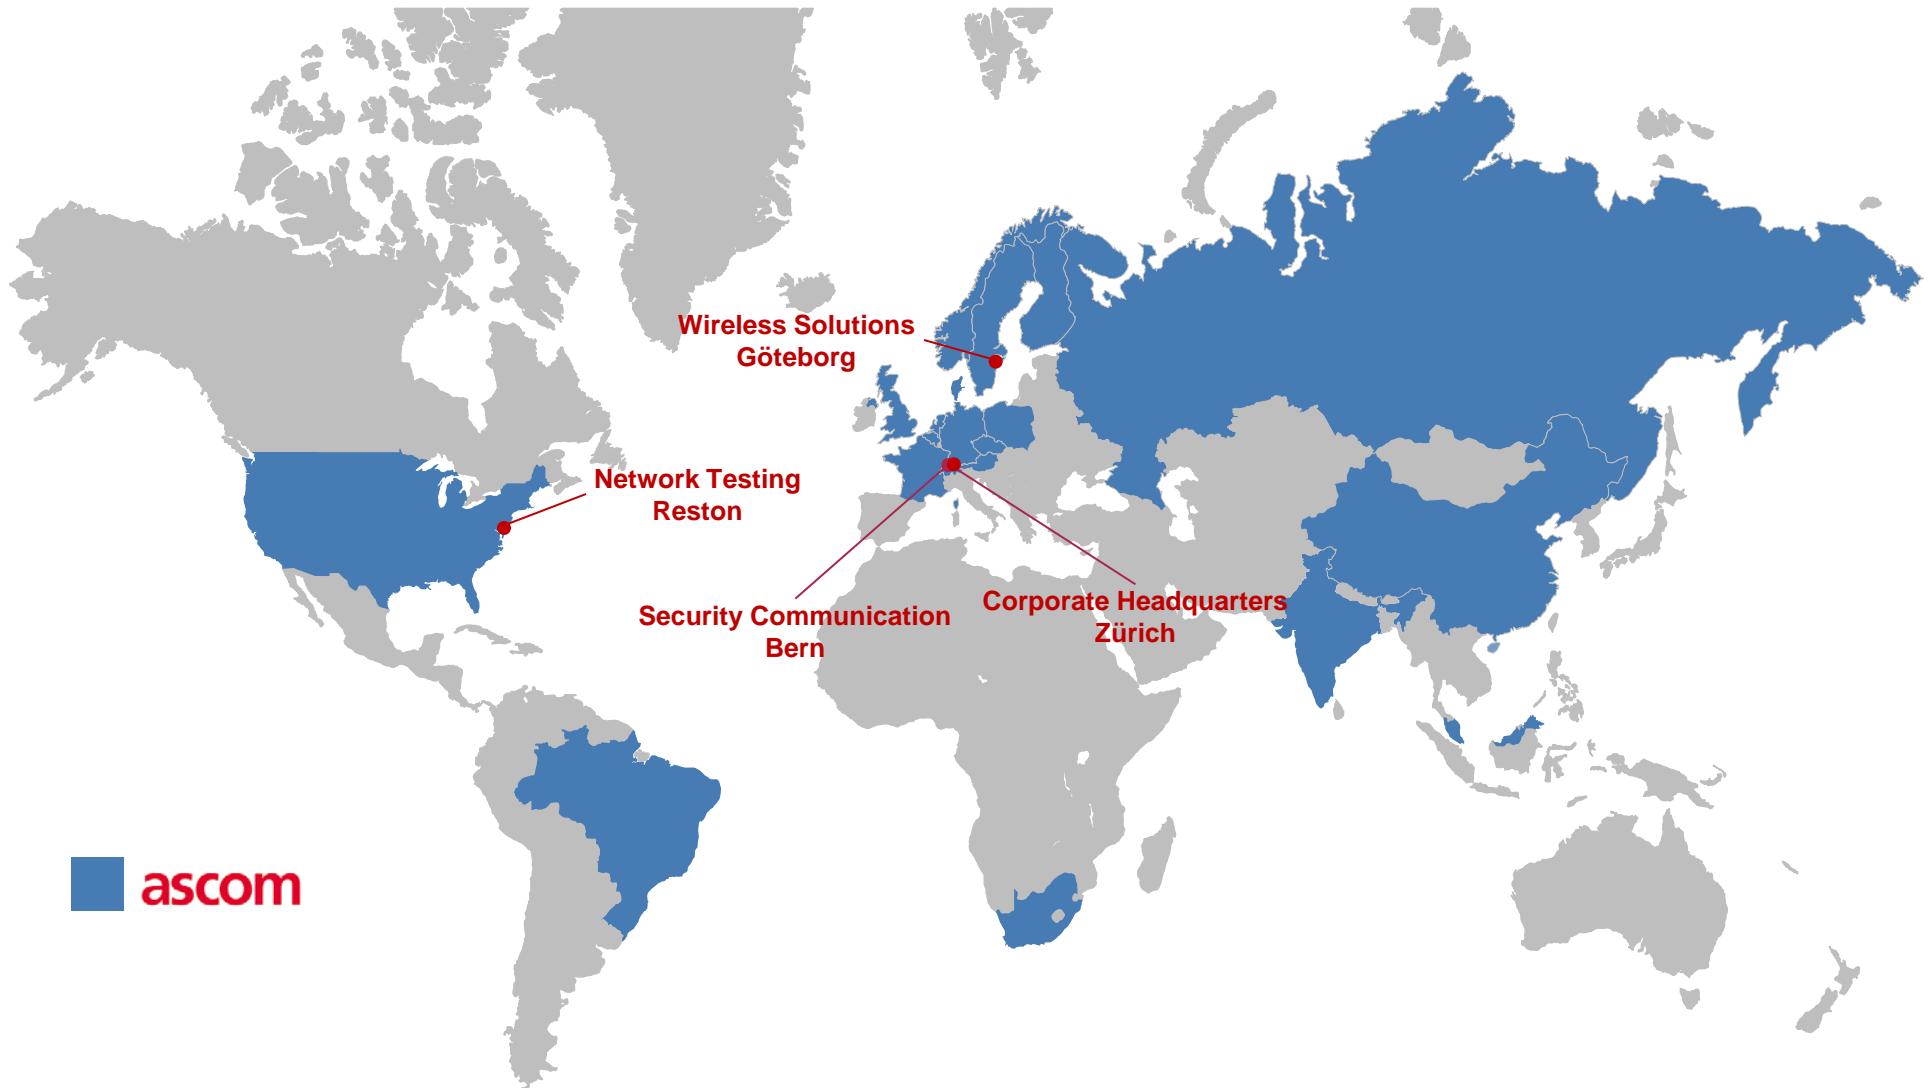 Wireless Solutions
Göteborg
Network Testing
Reston
Security Communication
Bern
Corporate Headquarters
Zürich
ascom